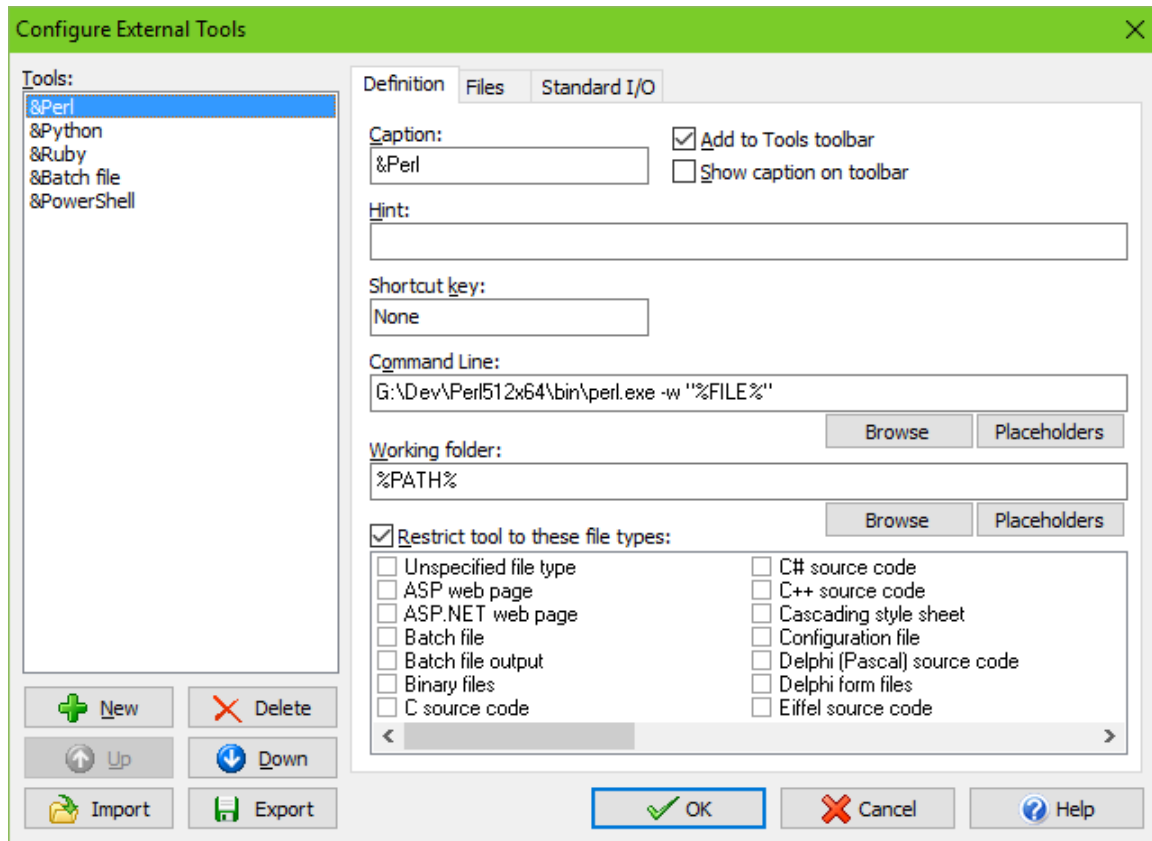 Configure External Tools
Tools:
&Perl
&Python
&Ruby
&Batch file
&PowerShell
New
Delete
Up
Down
Import
Export
Definition
Files
Standard I/O
Caption:
&Perl
Add to Tools toolbar
Show caption on toolbar
Hint:
Shortcut key:
None
Command Line:
G:\Dev\Perl512x64\bin\perl.exe -w "%FILE%"
Browse
Placeholders
Working folder:
%PATH%
Browse
Placeholders
Restrict tool to these file types:
Unspecified file type
ASP web page
ASP.NET web page
Batch file
Batch file output
Binary files
C source code
C# source code
C++ source code
Cascading style sheet
Configuration file
Delphi (Pascal) source code
Delphi form files
Eiffel source code
OK
Cancel
Help